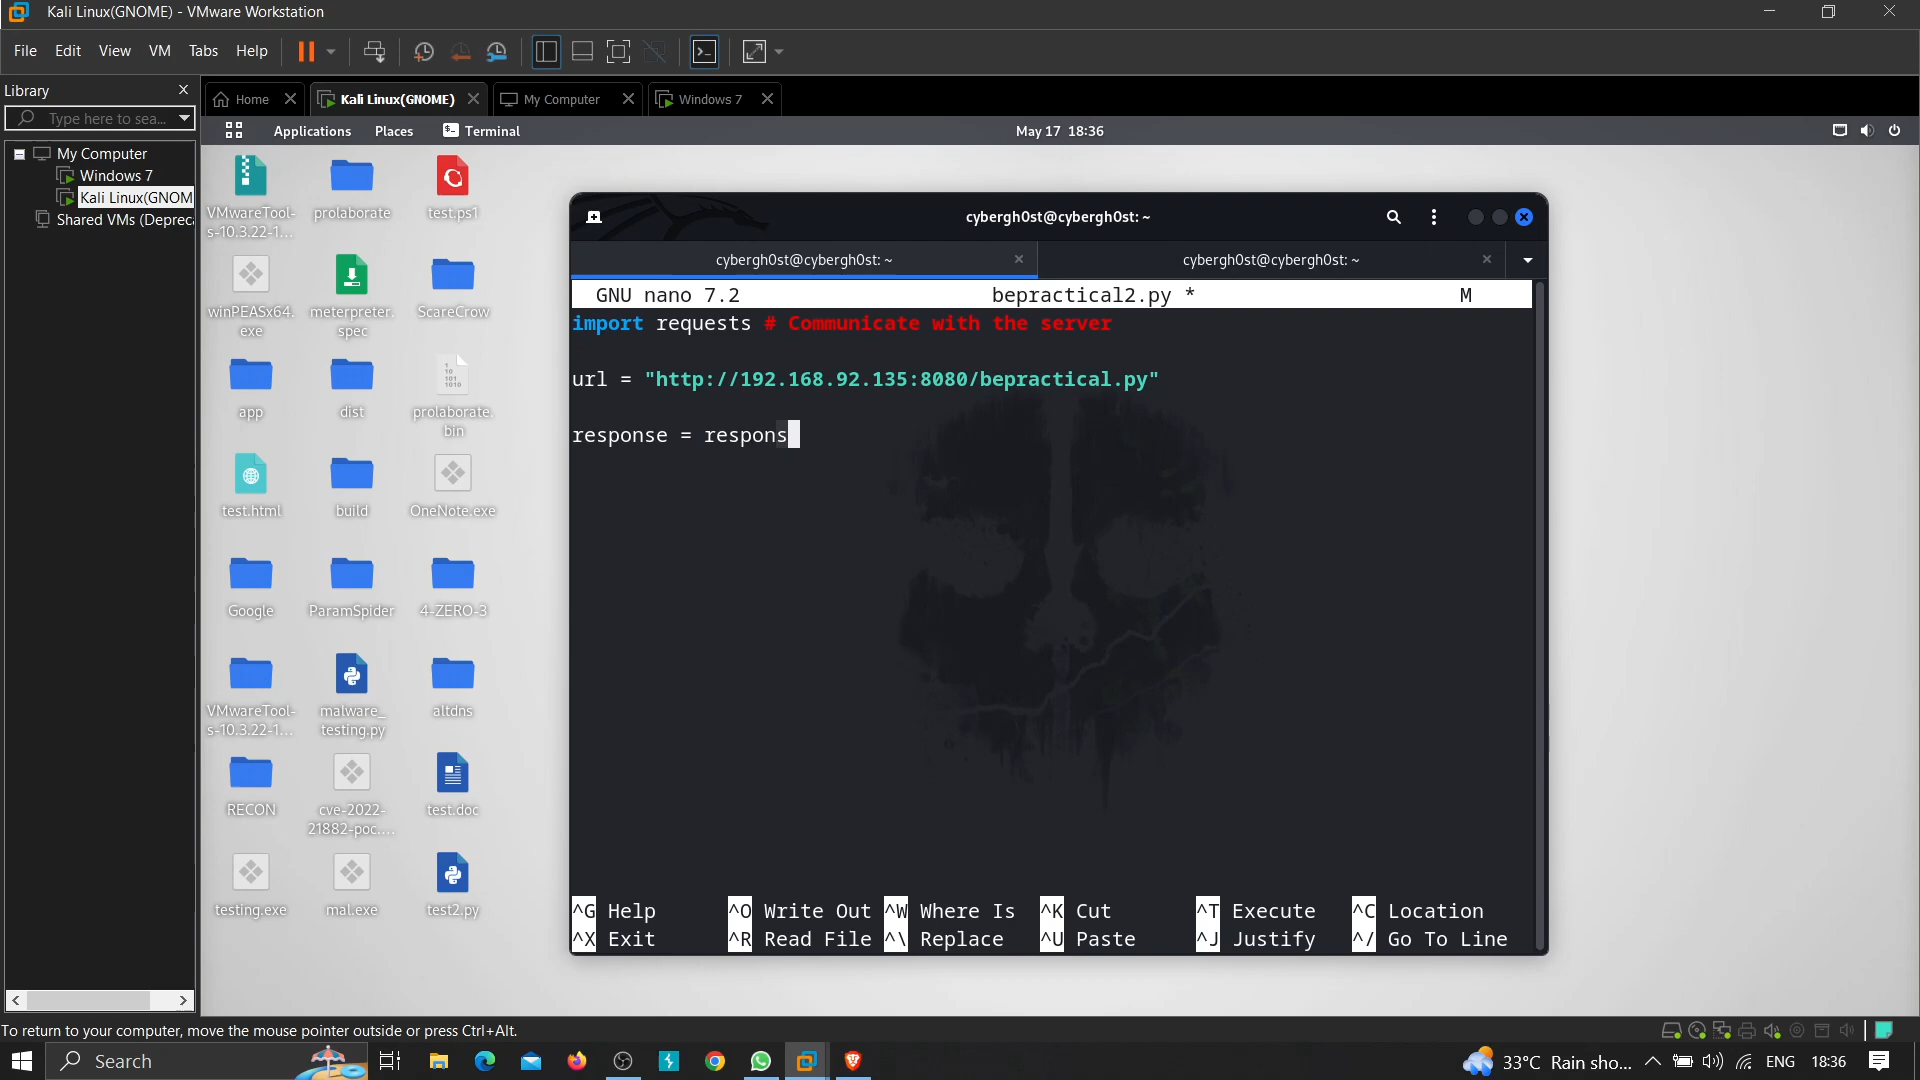 Kali Linux(GNOME) - VMware Workstation
File Edit View VM Tabs Help
Library
Type here to sea...
My Computer
Windows 7
Kali Linux(GNOM
Shared VMs (Depreca
Home
Kali Linux(GNOME)
My Computer
Windows 7
Applications Places Terminal
May 17 18:36
VMwareTool-
s-10.3.22-1...
prolaborate
test.ps1
winPEASx64.
exe
meterpreter.
spec
ScareCrow
app
dist
prolaborate.
bin
test.html
build
OneNote.exe
Google
ParamSpider
4-ZERO-3
VMwareTool-
s-10.3.22-1...
malware_
testing.py
altdns
RECON
cve-2022-
21882-poc....
test.doc
testing.exe
mal.exe
test2.py
cybergh0st@cybergh0st: ~
cybergh0st@cybergh0st: ~
cybergh0st@cybergh0st: ~
GNU nano 7.2 bepractical2.py * M
import requests # Communicate with the server
url = "http://192.168.92.135:8080/bepractical.py"
response = respons
^G Help ^O Write Out ^W Where Is ^K Cut ^T Execute ^C Location
^X Exit ^R Read File ^\ Replace ^U Paste ^J Justify ^/ Go To Line
To return to your computer, move the mouse pointer outside or press Ctrl+Alt.
Search
33°C Rain sho...
ENG
18:36